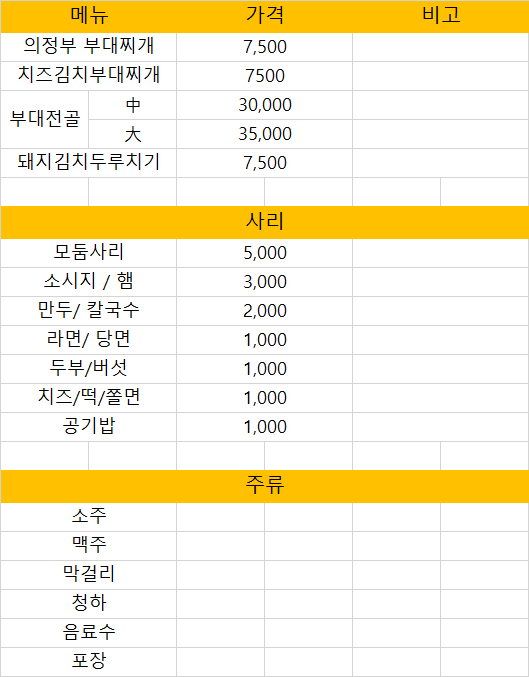 메뉴 가격 비고
의정부 부대찌개 7,500
치즈김치부대찌개 7500
부대전골 中 30,000
大 35,000
돼지김치두루치기 7,500
사리
모둠사리 5,000
소시지 / 햄 3,000
만두/ 칼국수 2,000
라면/ 당면 1,000
두부/버섯 1,000
치즈/떡/쫄면 1,000
공기밥 1,000
주류
소주
맥주
막걸리
청하
음료수
포장